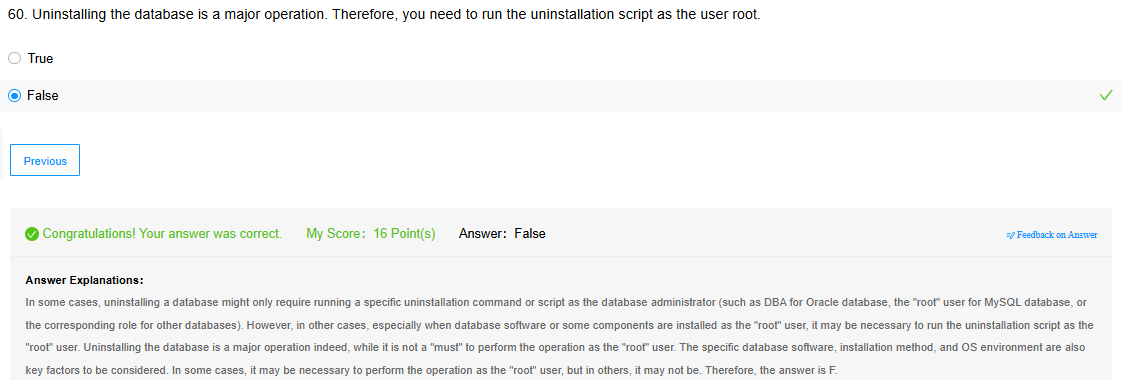 60. Uninstalling the database is a major operation. Therefore, you need to run the uninstallation script as the user root.
True
False
Previous
Congratulations! Your answer was correct. My Score: 16 Point(s) Answer: False
Feedback on Answer
Answer Explanations:
In some cases, uninstalling a database might only require running a specific uninstallation command or script as the database administrator (such as DBA for Oracle database, the "root" user for MySQL database, or
the corresponding role for other databases). However, in other cases, especially when database software or some components are installed as the "root" user, it may be necessary to run the uninstallation script as the
"root" user. Uninstalling the database is a major operation indeed, while it is not a "must" to perform the operation as the "root" user. The specific database software, installation method, and OS environment are also
key factors to be considered. In some cases, it may be necessary to perform the operation as the "root" user, but in others, it may not be. Therefore, the answer is F.